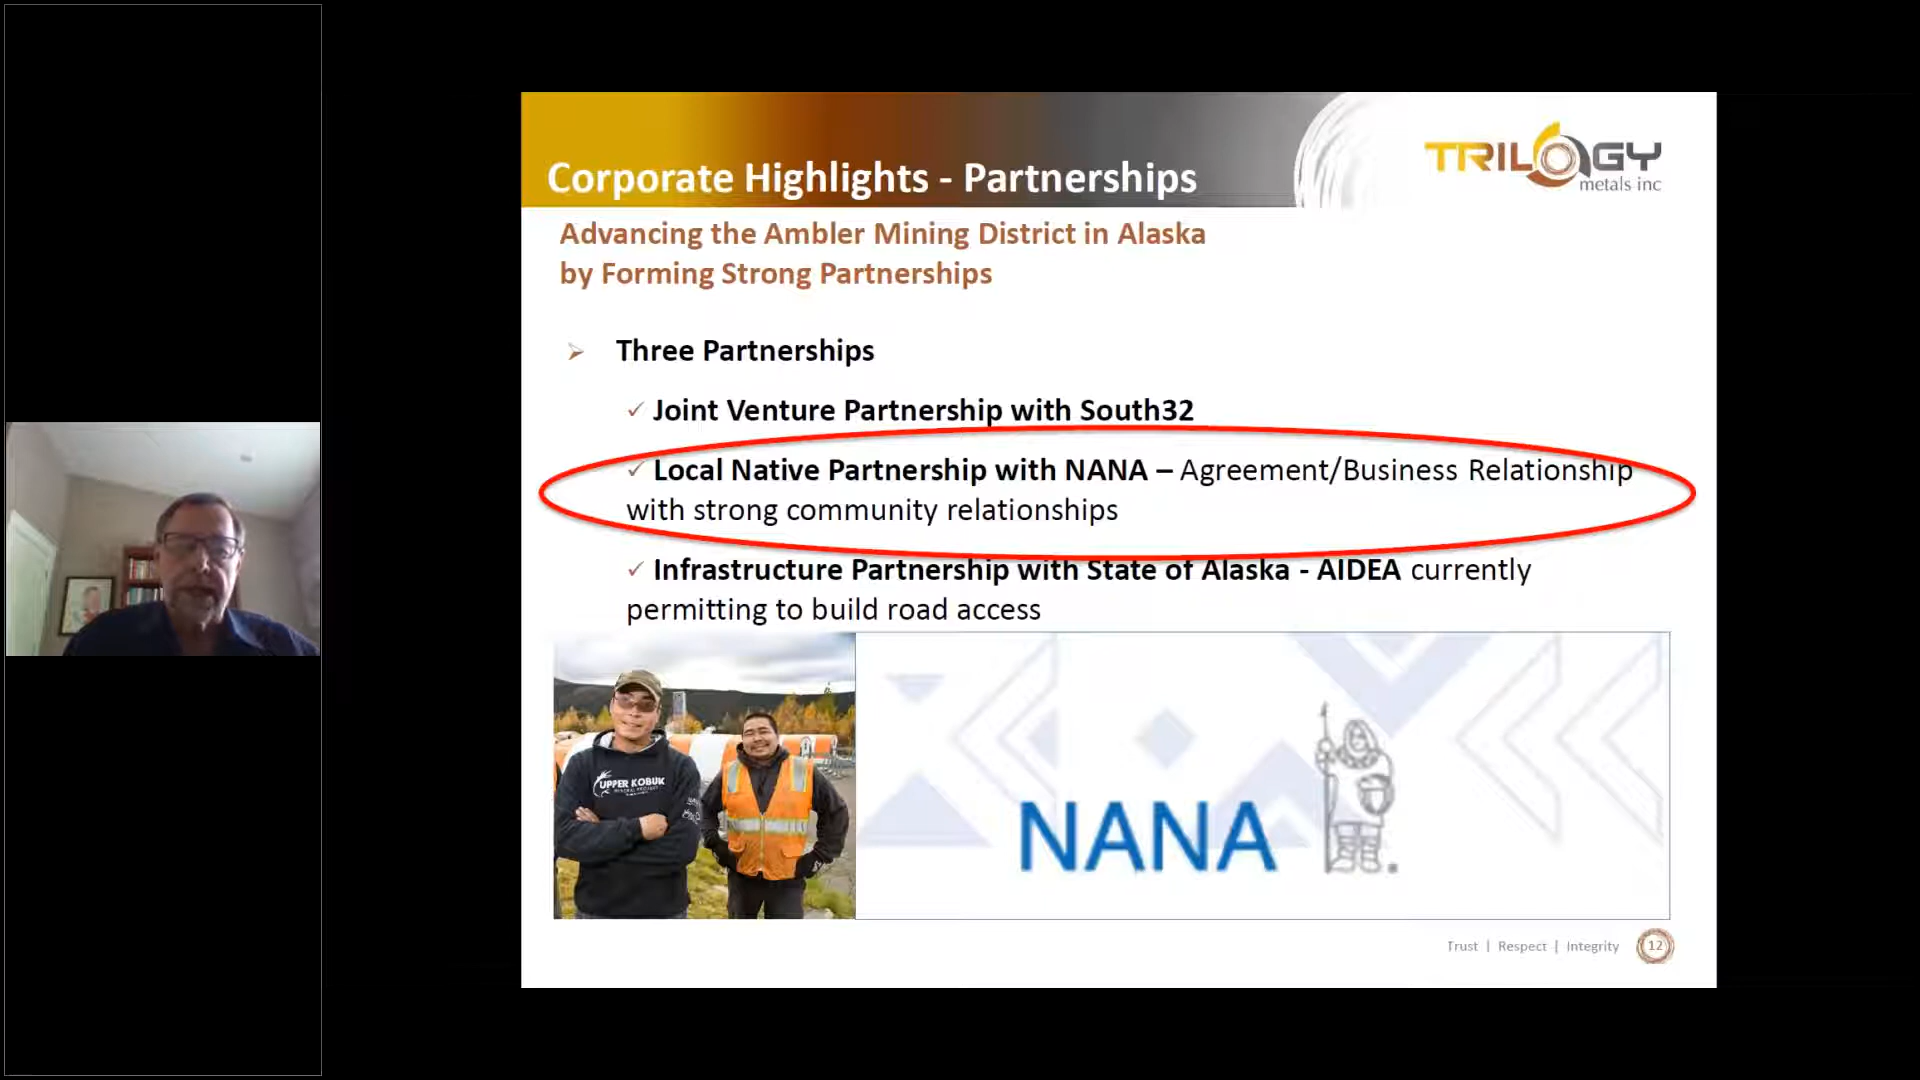 TRILOGY
metals inc
Corporate Highlights - Partnerships
Advancing the Ambler Mining District in Alaska
by Forming Strong Partnerships
Three Partnerships
Joint Venture Partnership with South32
Local Native Partnership with NANA – Agreement/Business Relationship
with strong community relationships
Infrastructure Partnership with State of Alaska - AIDEA currently
permitting to build road access
UPPER KOBUK
NANA
Trust | Respect | Integrity 12